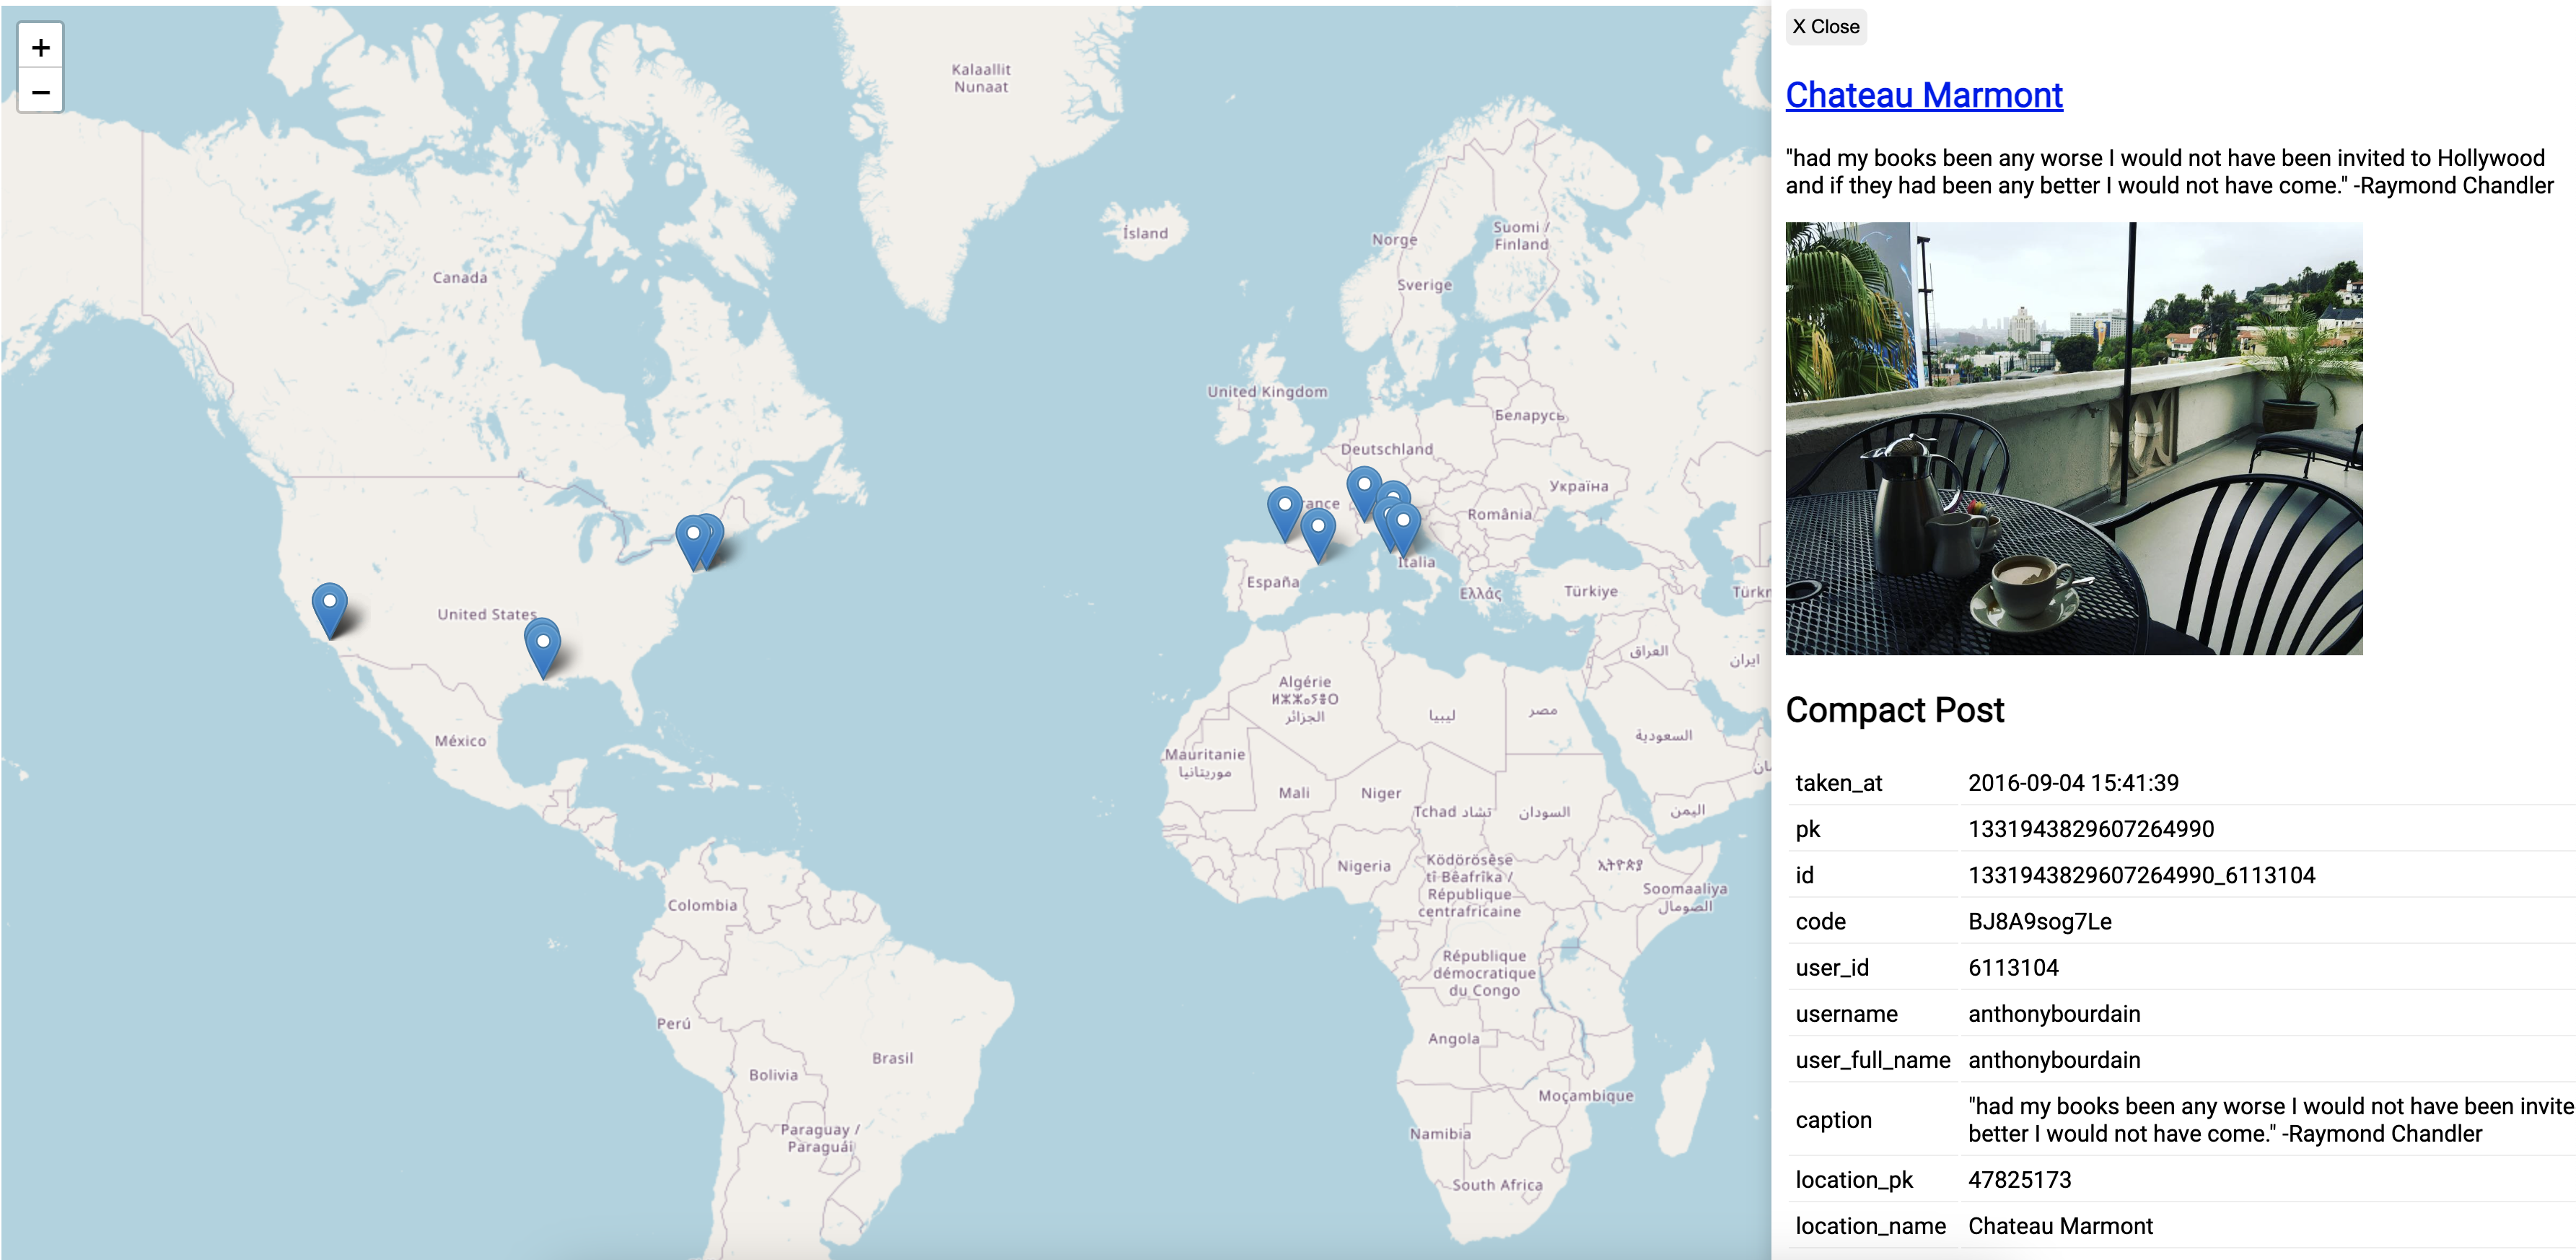 +
−
Kalaallit
Nunaat
Ísland
Canada
Norge
Suomi /
Finland
Sverige
United Kingdom
Беларусь
Deutschland
Україна
rance
România
United States
España
Italia
Ελλάς
Türkiye
Türkm
العراق
ايران
México
Algérie
ⵍⵣⵣⴰⵢⴻⵔ
الجزائر
ليبيا
مصر
السعودية
Mauritanie
موريتانيا
Mali
Niger
Tchad تشاد
السودان
اليمن
Nigeria
Ködörösêse
tî Bêafrîka /
République
centrafricaine
ኢትዮጵያ
Soomaaliya
الصومال
Colombia
République
démocratique
du Congo
Perú
Brasil
Angola
Bolivia
Moçambique
Paraguay /
Paraguái
Namibia
South Africa
X Close
Chateau Marmont
"had my books been any worse I would not have been invited to Hollywood
and if they had been any better I would not have come." -Raymond Chandler
Compact Post
taken_at 2016-09-04 15:41:39
pk 1331943829607264990
id 1331943829607264990_6113104
code BJ8A9sog7Le
user_id 6113104
username anthonybourdain
user_full_name anthonybourdain
caption "had my books been any worse I would not have been invite
better I would not have come." -Raymond Chandler
location_pk 47825173
location_name Chateau Marmont